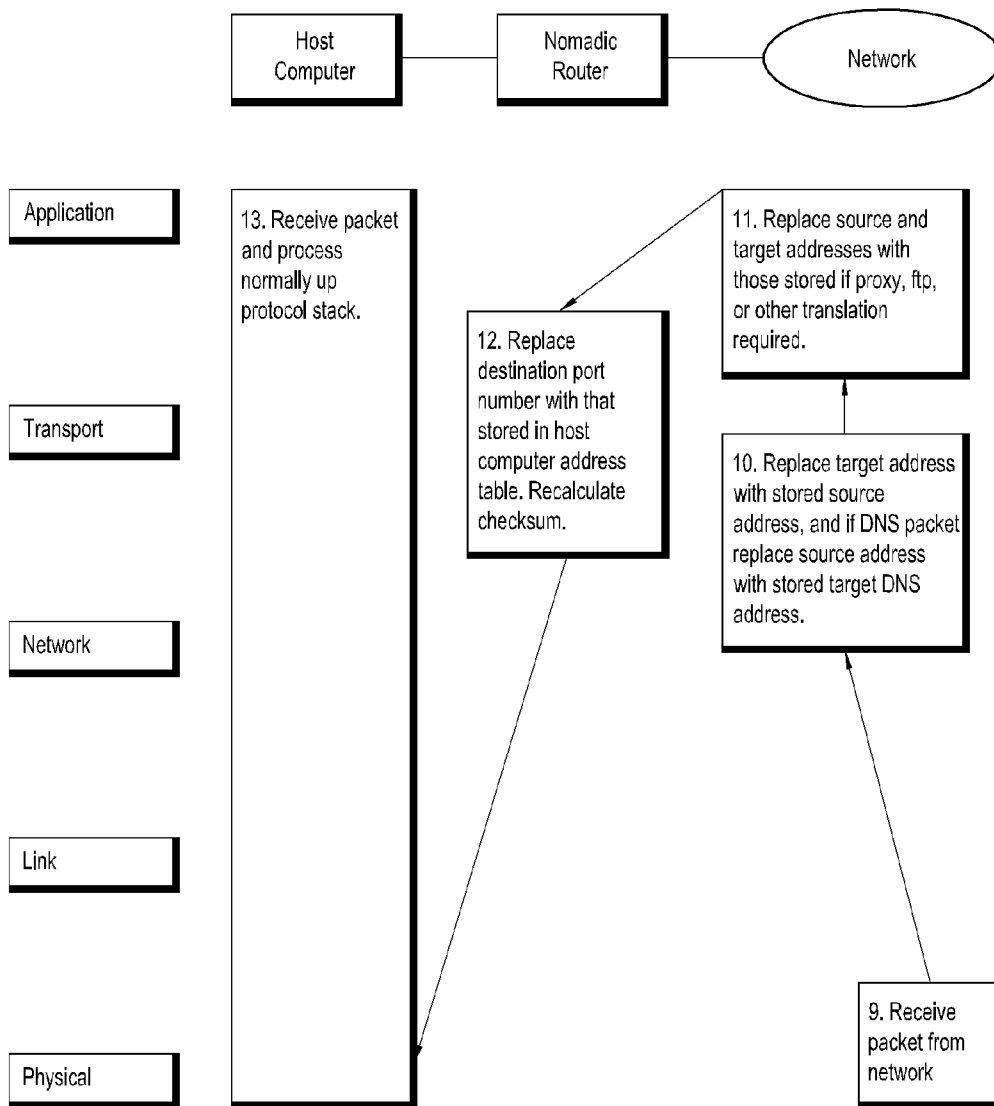 Host
Computer
Nomadic
Router
Network
Application
13. Receive packet
and process
normally up
protocol stack.
11. Replace source and
target addresses with
those stored if proxy, ftp,
or other translation
required.
12. Replace
destination port
number with that
stored in host
computer address
table. Recalculate
checksum.
Transport
10. Replace target address
with stored source
address, and if DNS packet
replace source address
with stored target DNS
address.
Network
Link
9. Receive
packet from
network
Physical